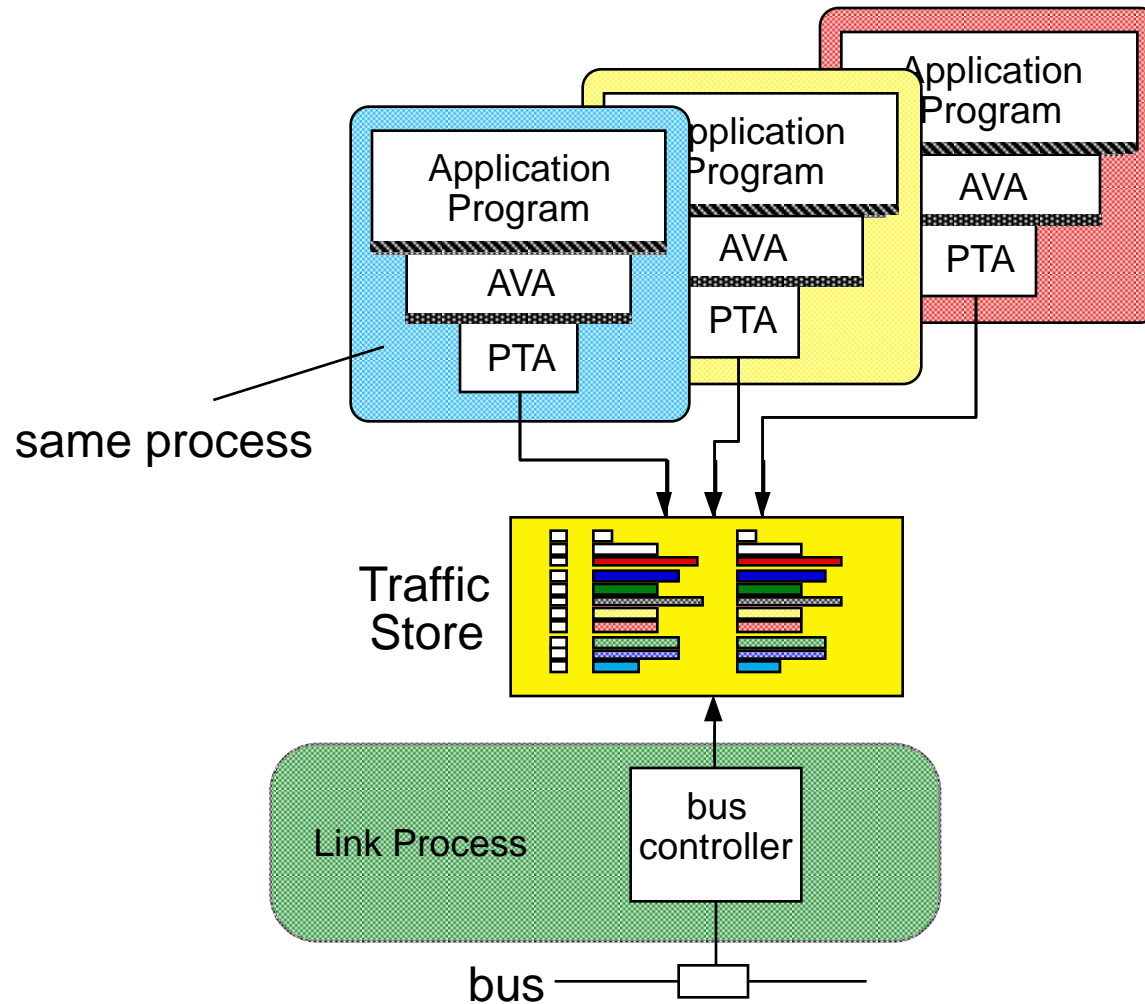 Application
Program
AVA
PTA
pplication
Program
AVA
PTA
Application
Program
AVA
PTA
same process
Traffic
Store
bus
controller
Link Process
bus